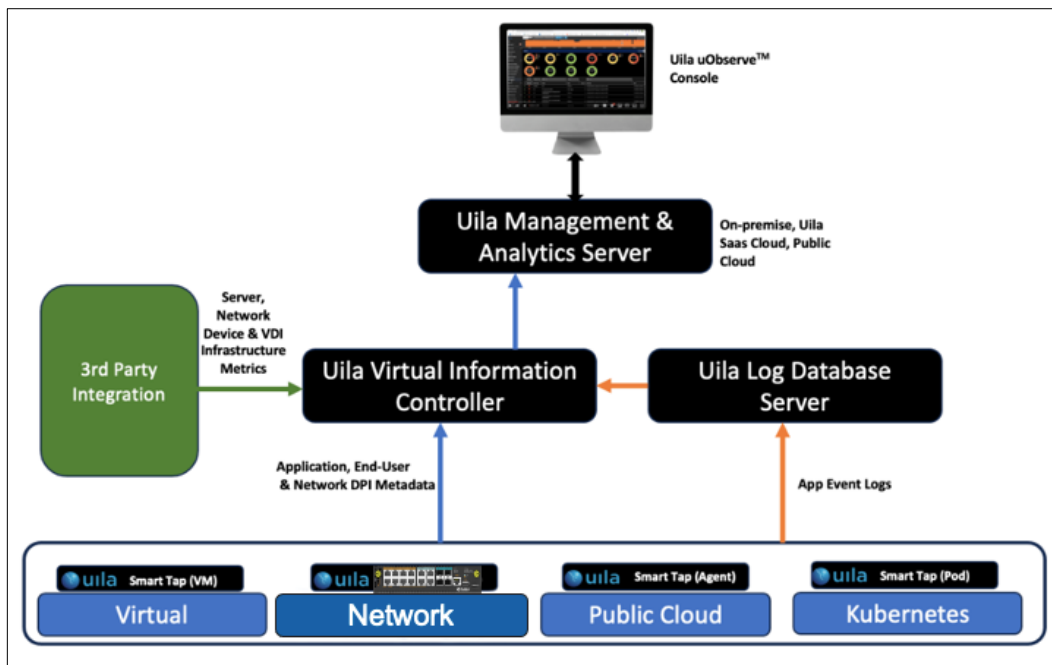 Uila uObserve™
Console
Uila Management &
Analytics Server
On-premise, Uila
Saas Cloud, Public
Cloud
Server,
Network
Device & VDI
Infrastructure
Metrics
3rd Party
Integration
Uila Virtual Information
Controller
Uila Log Database
Server
Application, End-User
& Network DPI Metadata
App Event Logs
uila Smart Tap (VM)
Virtual
uila
Network
uila Smart Tap (Agent)
Public Cloud
uila Smart Tap (Pod)
Kubernetes